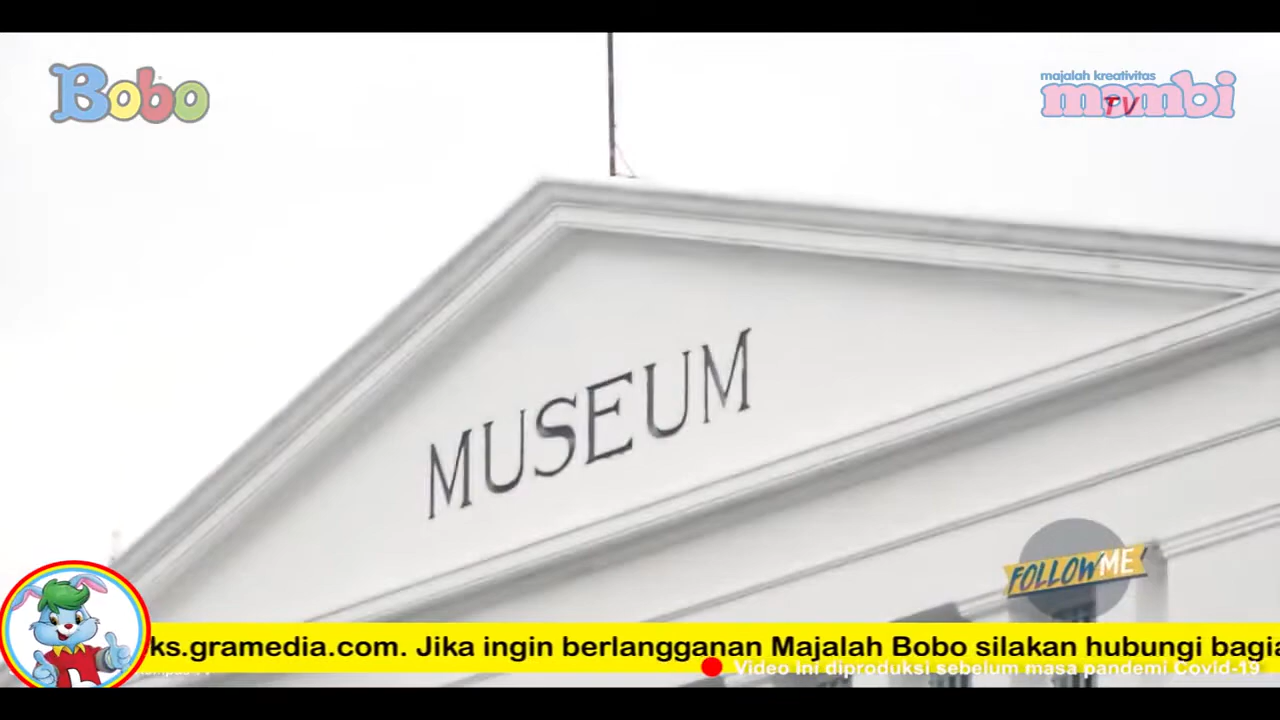 Bobo
majalah kreativitas
mombi
TV
MUSEUM
FOLLOW ME
ks.gramedia.com. Jika ingin berlangganan Majalah Bobo silakan hubungi bagia
Video Ini diproduksi sebelum masa pandemi Covid-19